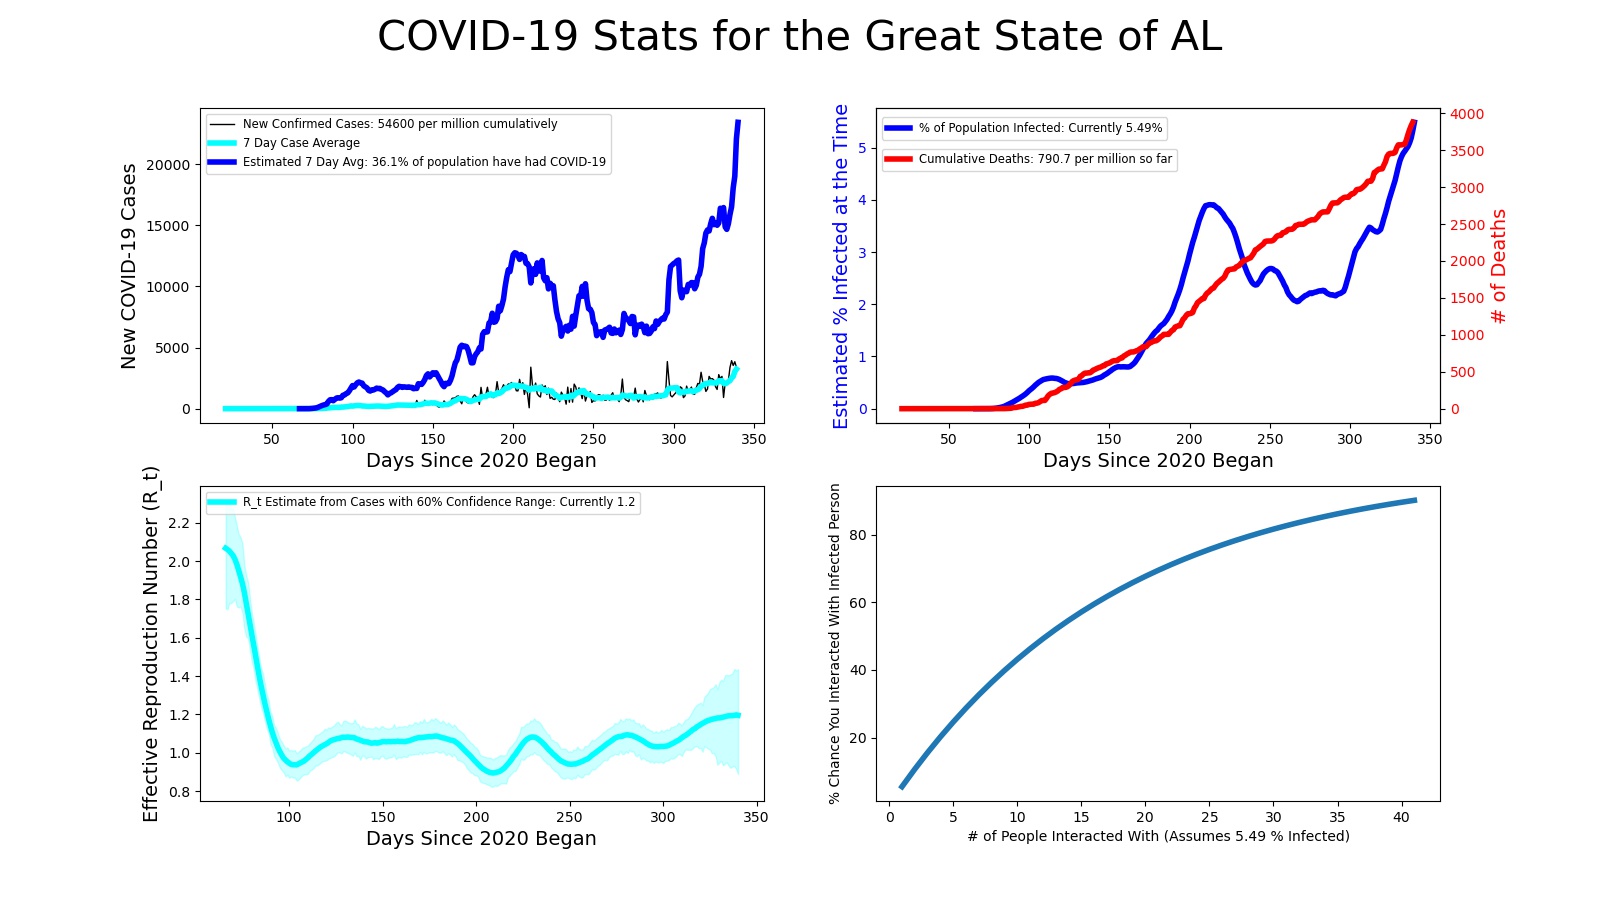 COVID-19 Stats for the Great State of AL
New COVID-19 Cases
20000
15000
10000
5000
0
New Confirmed Cases: 54600 per million cumulatively
7 Day Case Average
Estimated 7 Day Avg: 36.1% of population have had COVID-19
50 100 150 200 250 300 350
Days Since 2020 Began
Estimated % Infected at the Time
5
4
3
2
1
0
% of Population Infected: Currently 5.49%
Cumulative Deaths: 790.7 per million so far
4000
3500
3000
2500
2000
1500
1000
500
0
# of Deaths
50 100 150 200 250 300 350
Days Since 2020 Began
Effective Reproduction Number (R_t)
2.2
2.0
1.8
1.6
1.4
1.2
1.0
0.8
R_t Estimate from Cases with 60% Confidence Range: Currently 1.2
100 150 200 250 300 350
Days Since 2020 Began
% Chance You Interacted With Infected Person
80
60
40
20
0 5 10 15 20 25 30 35 40
# of People Interacted With (Assumes 5.49 % Infected)